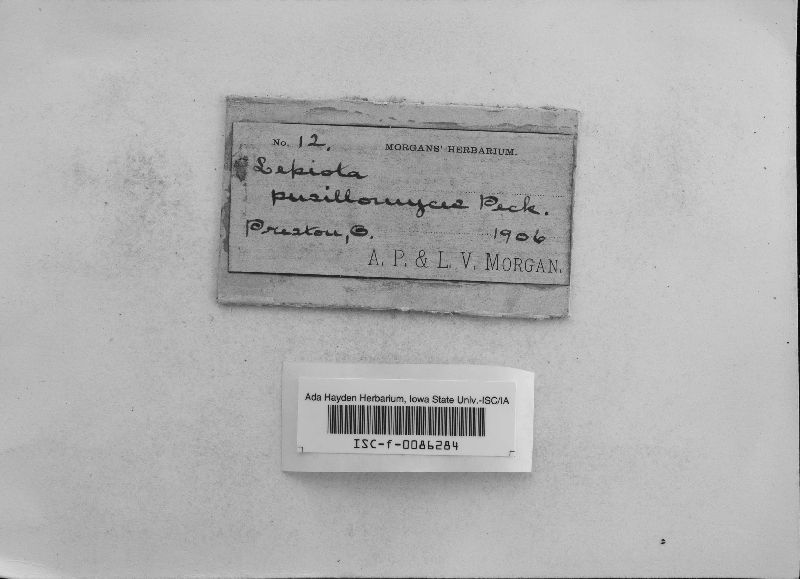 No. 12.
MORGANS' HERBARIUM.
Lepiota
pusillomyces Peck.
Preston, O. 1906
A. P. & L. V. MORGAN.
Ada Hayden Herbarium, Iowa State Univ.-ISC/IA
ISC-f-0086284